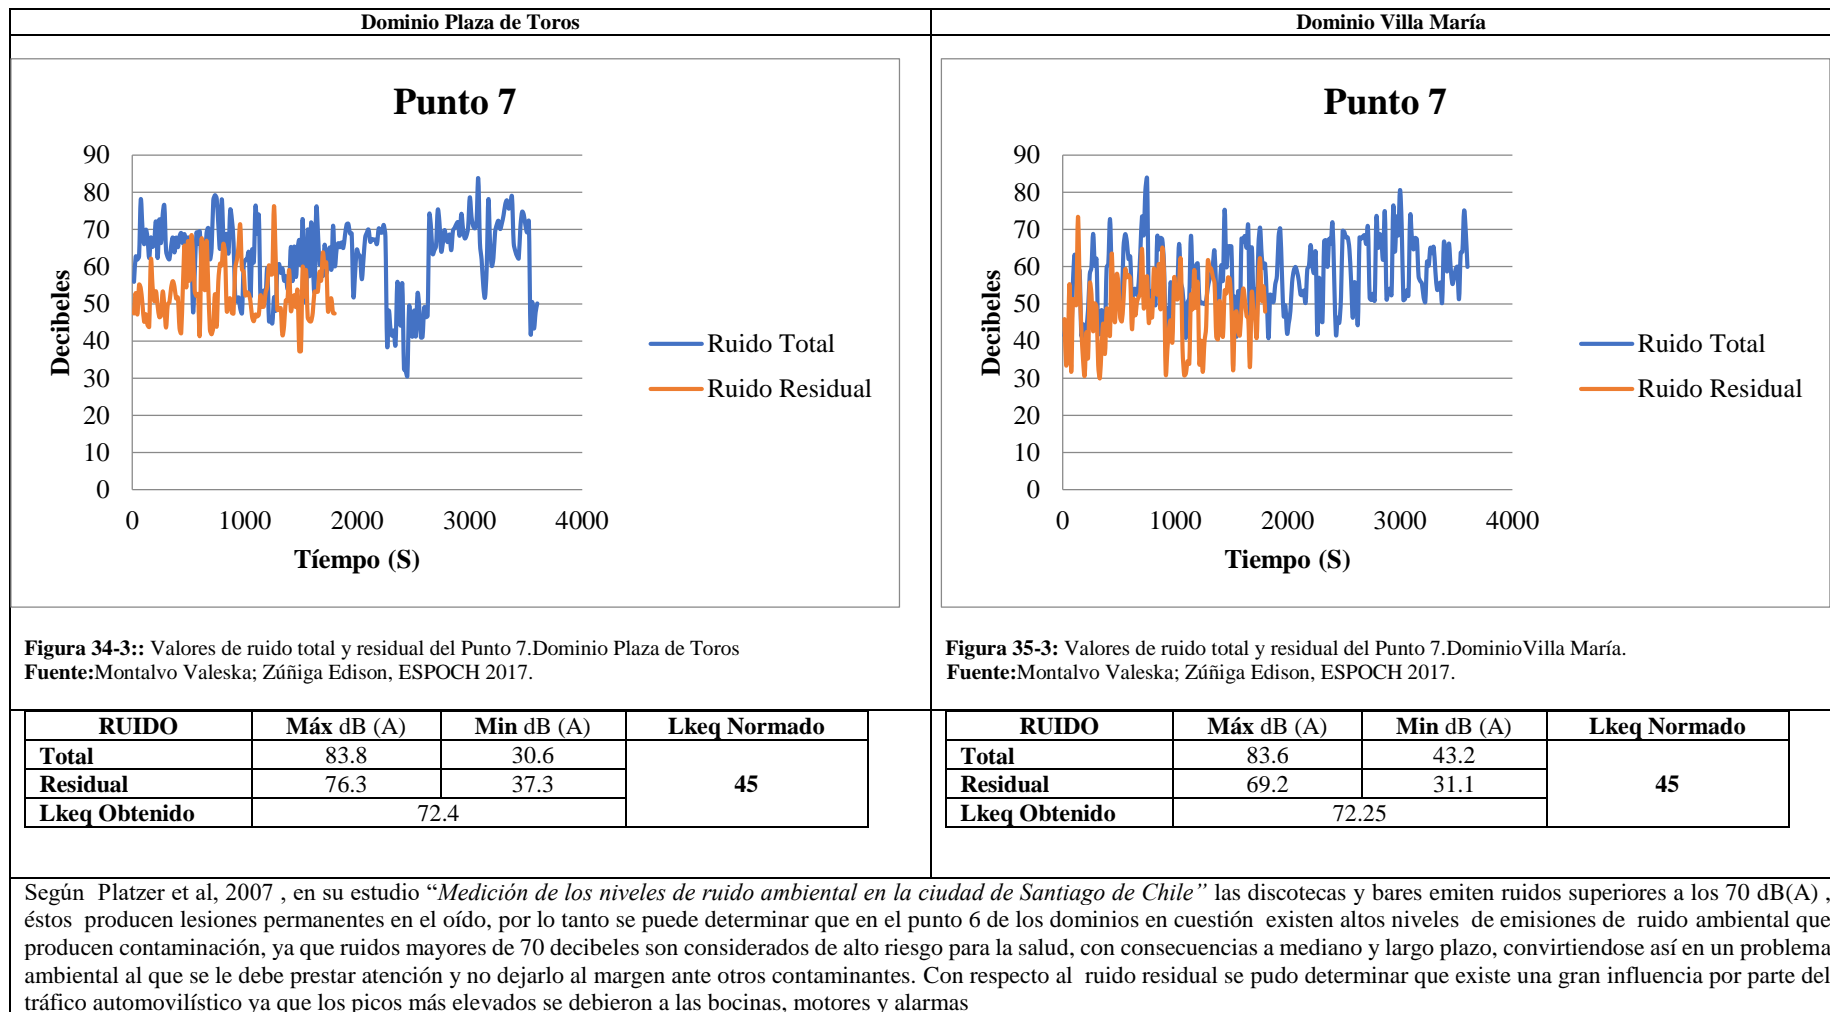 Dominio Plaza de Toros
Punto 7
90
80
70
60
50
40
30
20
10
0
Decibeles
0 1000 2000 3000 4000
Tíempo (S)
Ruido Total
Ruido Residual
Figura 34-3:: Valores de ruido total y residual del Punto 7.Dominio Plaza de Toros
Fuente:Montalvo Valeska; Zúñiga Edison, ESPOCH 2017.
RUIDO Máx dB (A) Min dB (A) Lkeq Normado
Total 83.8 30.6
Residual 76.3 37.3 45
Lkeq Obtenido 72.4
Dominio Villa María
Punto 7
90
80
70
60
50
40
30
20
10
0
Decibeles
0 1000 2000 3000 4000
Tiempo (S)
Ruido Total
Ruido Residual
Figura 35-3: Valores de ruido total y residual del Punto 7.DominioVilla María.
Fuente:Montalvo Valeska; Zúñiga Edison, ESPOCH 2017.
RUIDO Máx dB (A) Min dB (A) Lkeq Normado
Total 83.6 43.2
Residual 69.2 31.1 45
Lkeq Obtenido 72.25
Según Platzer et al, 2007 , en su estudio “Medición de los niveles de ruido ambiental en la ciudad de Santiago de Chile” las discotecas y bares emiten ruidos superiores a los 70 dB(A) ,
éstos producen lesiones permanentes en el oído, por lo tanto se puede determinar que en el punto 6 de los dominios en cuestión existen altos niveles de emisiones de ruido ambiental que
producen contaminación, ya que ruidos mayores de 70 decibeles son considerados de alto riesgo para la salud, con consecuencias a mediano y largo plazo, convirtiendose así en un problema
ambiental al que se le debe prestar atención y no dejarlo al margen ante otros contaminantes. Con respecto al ruido residual se pudo determinar que existe una gran influencia por parte del
tráfico automovilístico ya que los picos más elevados se debieron a las bocinas, motores y alarmas